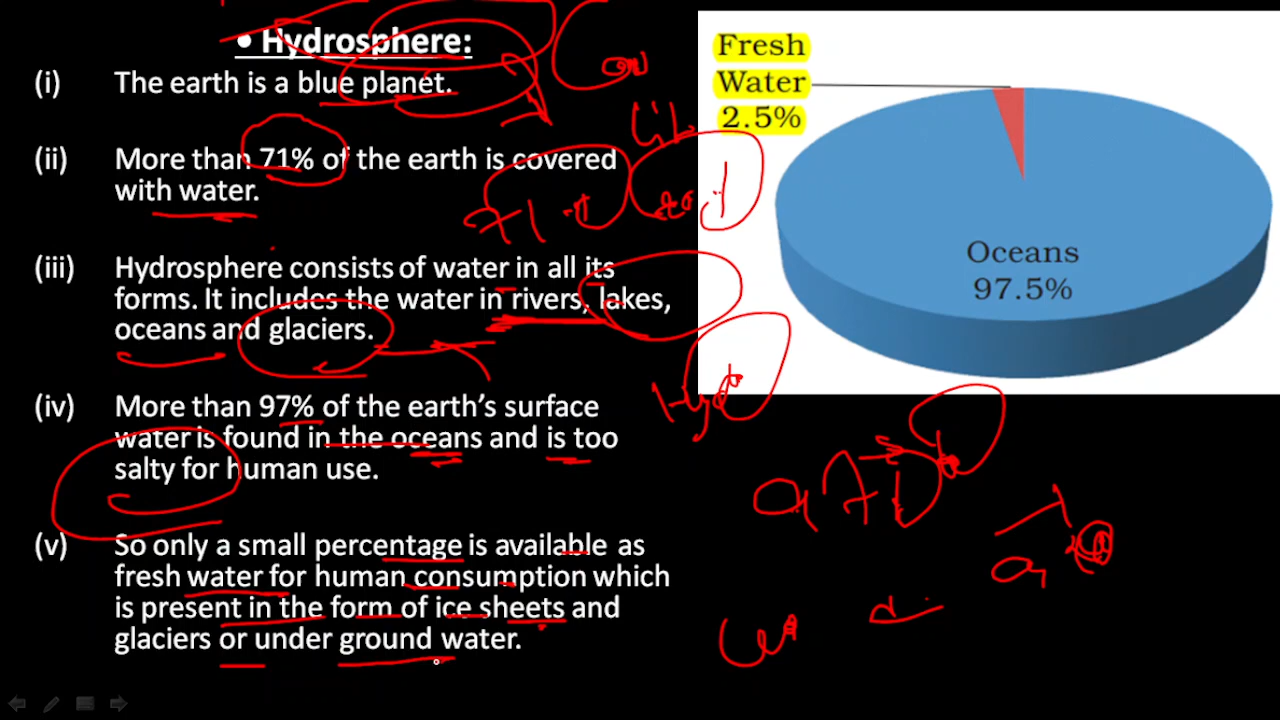 • Hydrosphere:
(i) The earth is a blue planet.
(ii) More than 71% of the earth is covered
with water.
(iii) Hydrosphere consists of water in all its
forms. It includes the water in rivers, lakes,
oceans and glaciers.
(iv) More than 97% of the earth's surface
water is found in the oceans and is too
salty for human use.
(v) So only a small percentage is available as
fresh water for human consumption which
is present in the form of ice sheets and
glaciers or under ground water.
Fresh
Water
2.5%
Oceans
97.5%